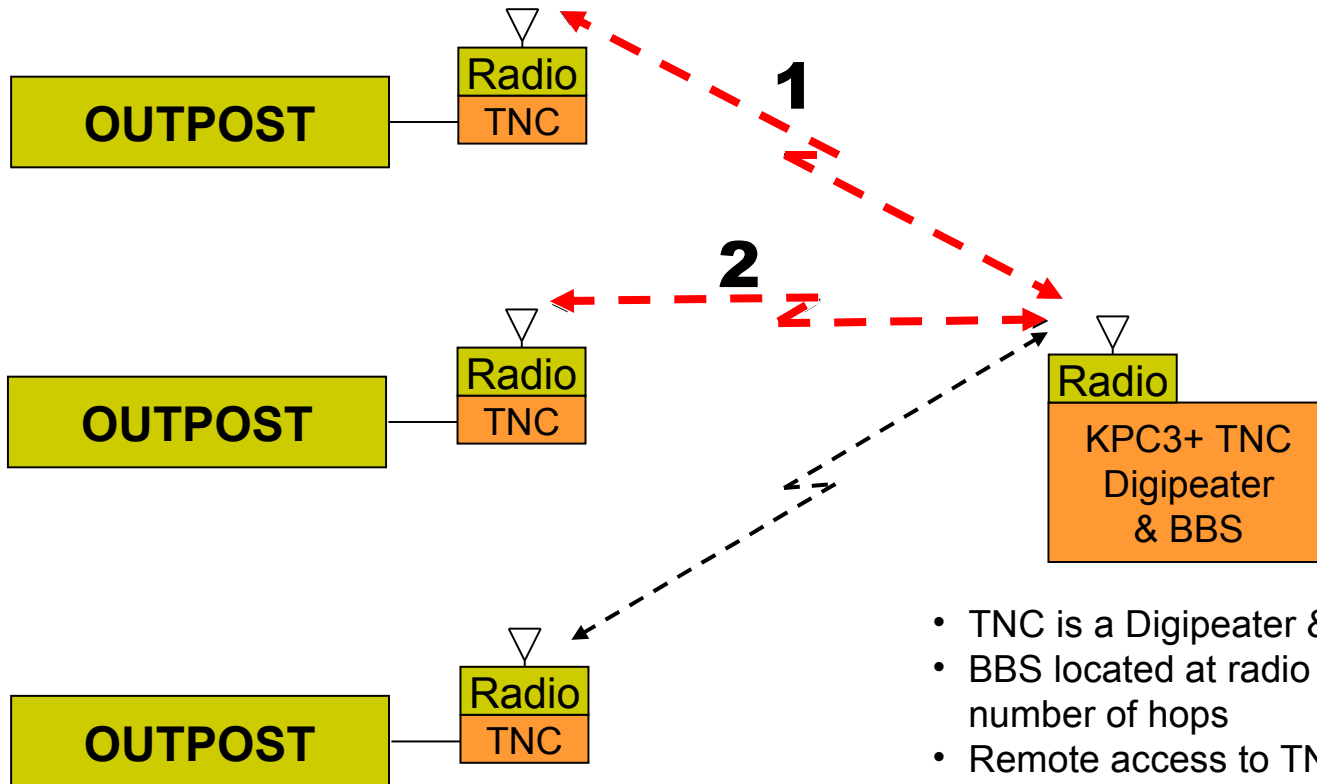 1
Radio
TNC
OUTPOST
2
Radio
TNC
OUTPOST
Radio
KPC3+ TNC
Digipeater
& BBS
• TNC is a Digipeater &
• BBS located at radio
number of hops
• Remote access to
Radio
TNC
OUTPOST